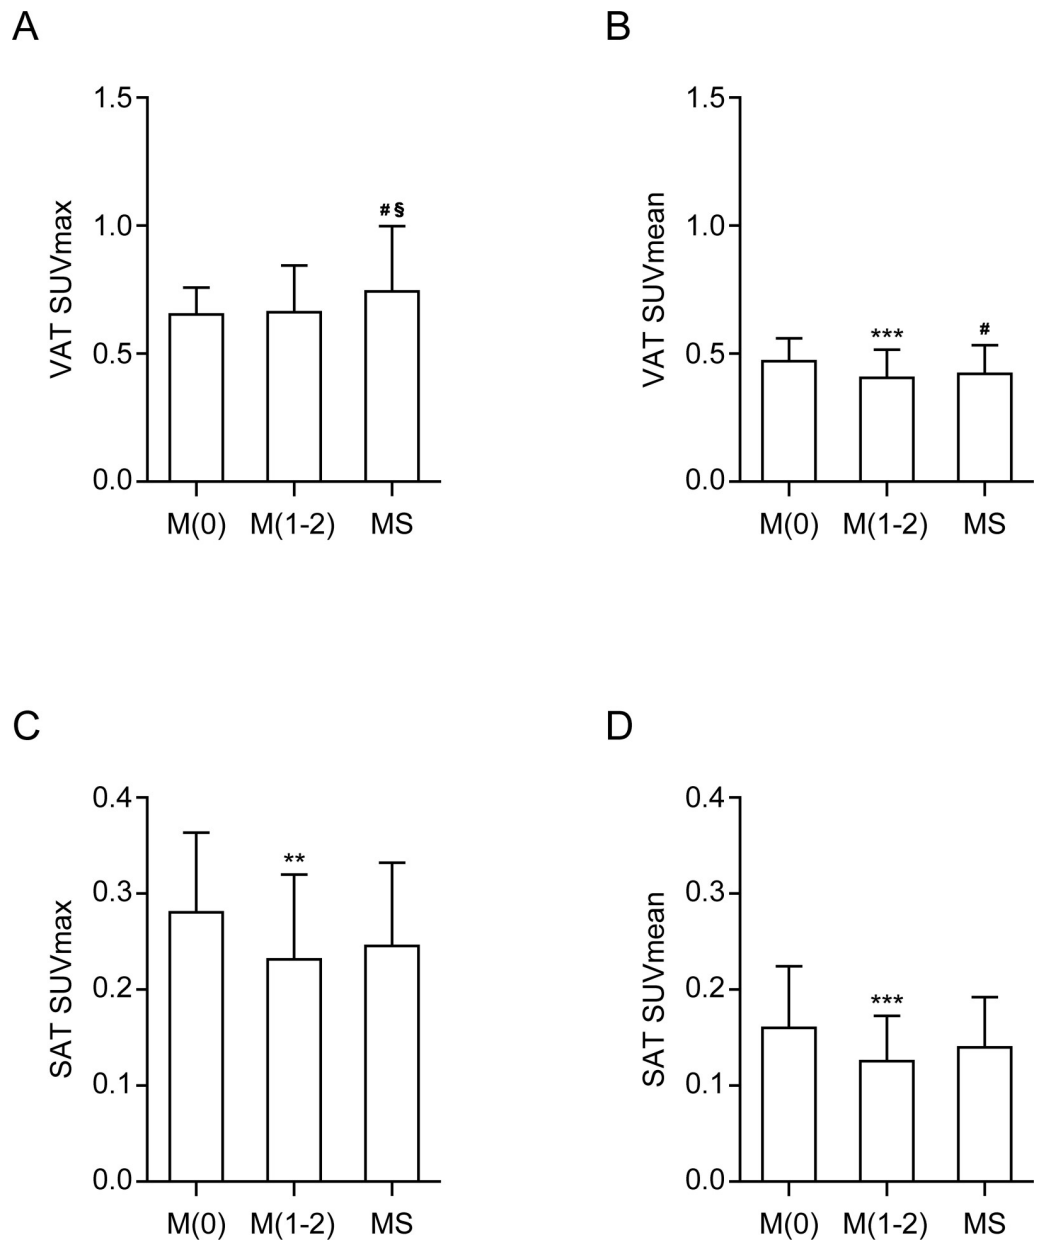 A
VAT SUVmax
1.5
1.0
0.5
0.0
# §
M(0) M(1-2) MS
B
VAT SUVmean
1.5
1.0
0.5
0.0
*** #
M(0) M(1-2) MS
C
SAT SUVmax
0.4
0.3
0.2
0.1
0.0
**
M(0) M(1-2) MS
D
SAT SUVmean
0.4
0.3
0.2
0.1
0.0
***
M(0) M(1-2) MS